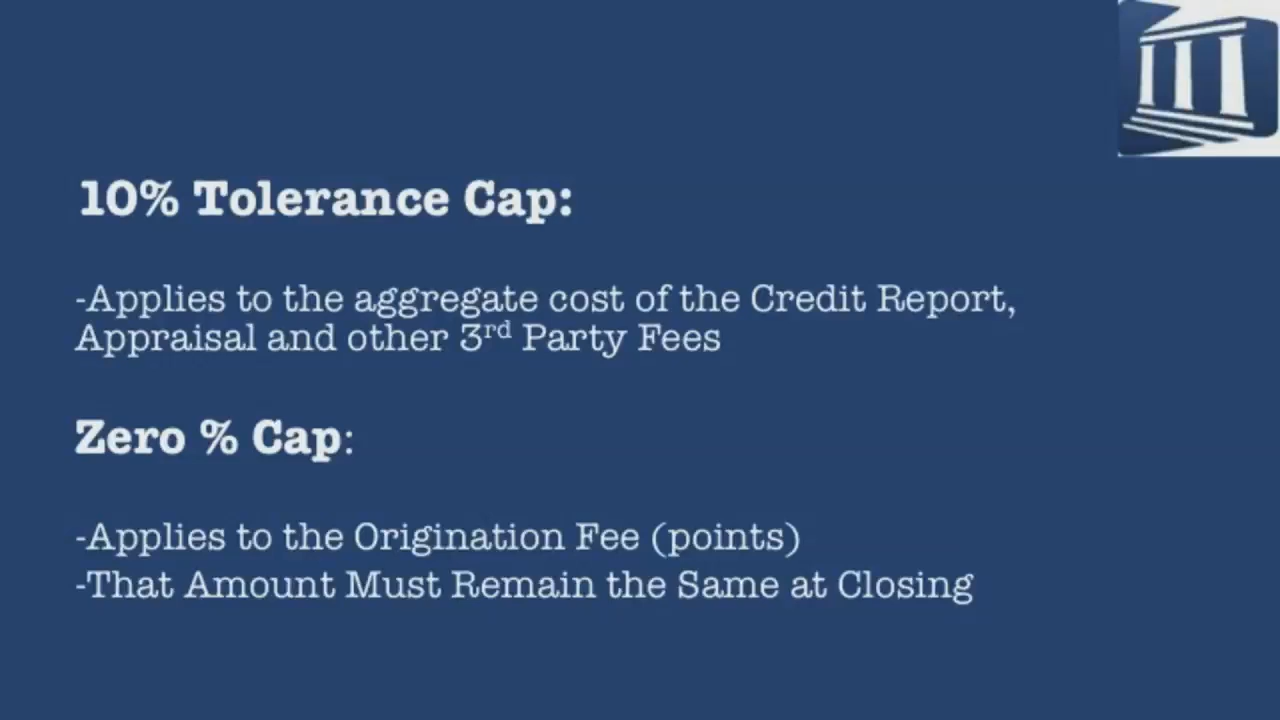 10% Tolerance Cap:
-Applies to the aggregate cost of the Credit Report,
Appraisal and other 3rd Party Fees
Zero % Cap:
-Applies to the Origination Fee (points)
-That Amount Must Remain the Same at Closing